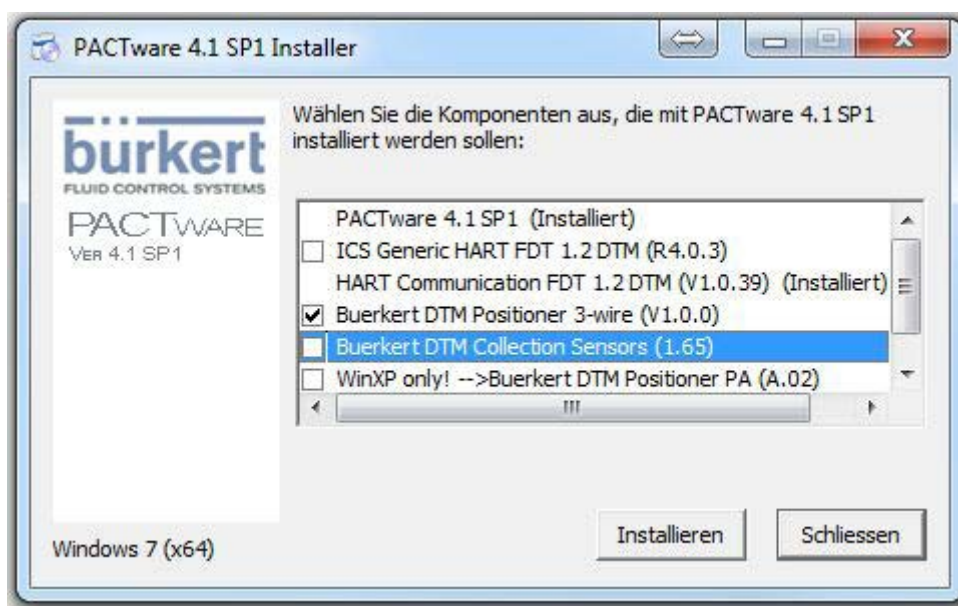 PACTware 4.1 SP1 Installer
bürkert
FLUID CONTROL SYSTEMS
PACTWARE
VER 4.1 SP1
Wählen Sie die Komponenten aus, die mit PACTware 4.1 SP1
installiert werden sollen:
PACTware 4.1 SP1 (Installiert)
ICS Generic HART FDT 1.2 DTM (R4.0.3)
HART Communication FDT 1.2 DTM (V1.0.39) (Installiert)
Buerkert DTM Positioner 3-wire (V1.0.0)
Buerkert DTM Collection Sensors (1.65)
WinXP only! -->Buerkert DTM Positioner PA (A.02)
Windows 7 (x64)
Installieren
Schliessen